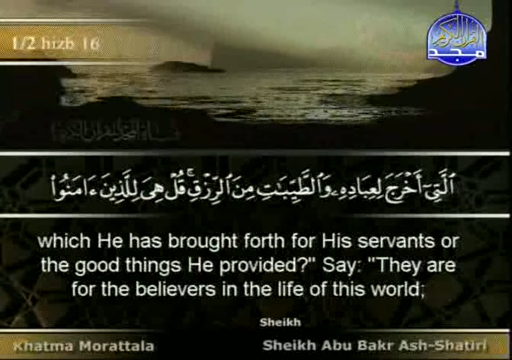 1/2 hizb 16
القرآن الكريم
مجد
ٱلَّتِىٓ أَخْرَجَ لِعِبَادِهِۦ وَٱلطَّيِّبَـٰتِ مِنَ ٱلرِّزْقِ ۚ قُلْ هِىَ لِلَّذِينَ ءَامَنُوا۟
which He has brought forth for His servants or
the good things He provided?" Say: "They are
for the believers in the life of this world;
Sheikh
Khatma Morattala
Sheikh Abu Bakr Ash-Shatiri